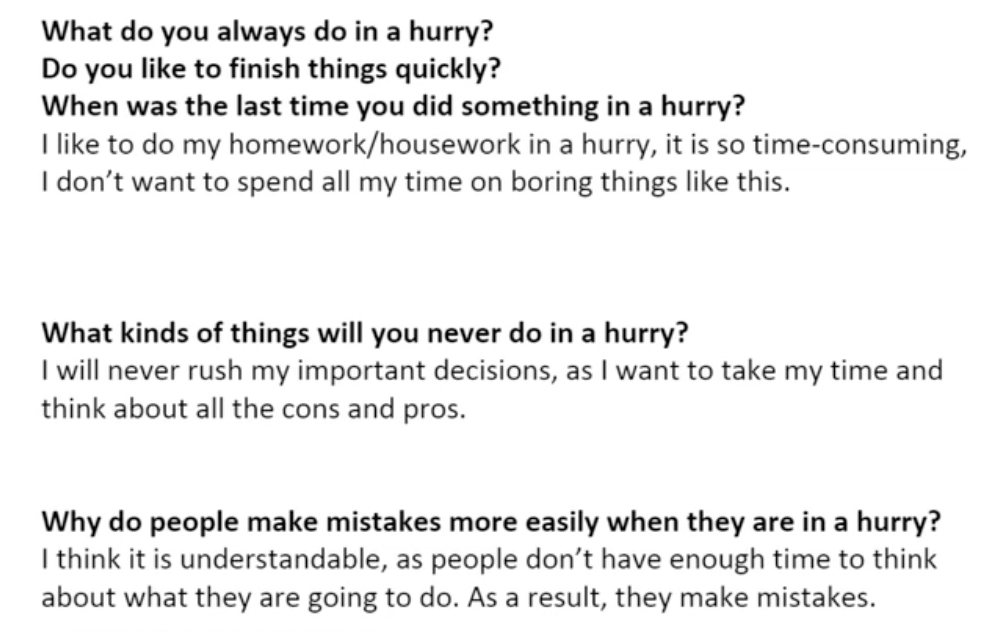 What do you always do in a hurry?
Do you like to finish things quickly?
When was the last time you did something in a hurry?
I like to do my homework/housework in a hurry, it is so time-consuming,
I don’t want to spend all my time on boring things like this.
What kinds of things will you never do in a hurry?
I will never rush my important decisions, as I want to take my time and
think about all the cons and pros.
Why do people make mistakes more easily when they are in a hurry?
I think it is understandable, as people don’t have enough time to think
about what they are going to do. As a result, they make mistakes.